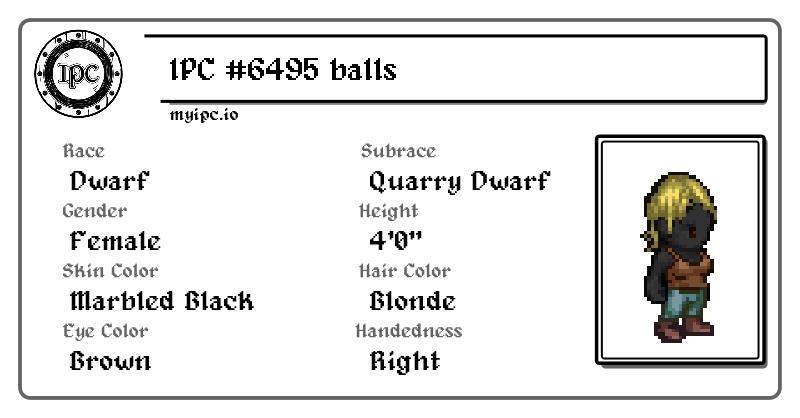 IPC
IPC #6495 balls
myipc.io
Race
Dwarf
Subrace
Quarry Dwarf
Gender
Female
Height
4'0"
Skin Color
Marbled Black
Hair Color
Blonde
Eye Color
Brown
Handedness
Right